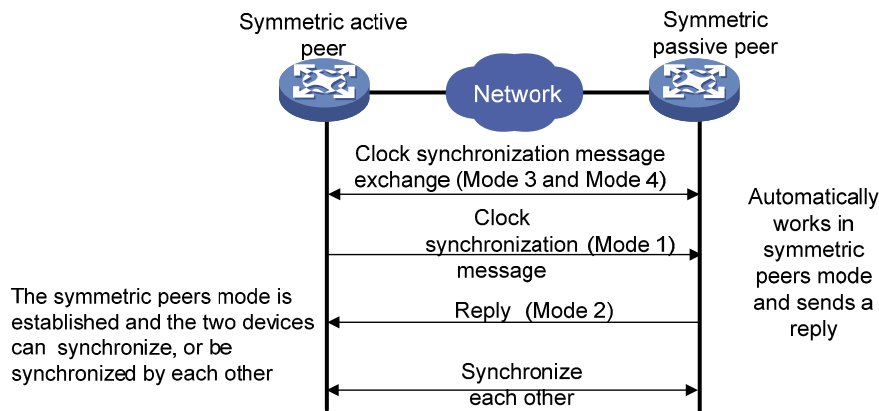 Symmetric active
peer
Symmetric
passive peer
Network
Clock synchronization message
exchange (Mode 3 and Mode 4)
Clock
synchronization (Mode 1)
message
Automatically
works in
symmetric
peers mode
and sends a
reply
Reply (Mode 2)
The symmetric peers mode is
established and the two devices
can synchronize, or be
synchronized by each other
Synchronize
each other